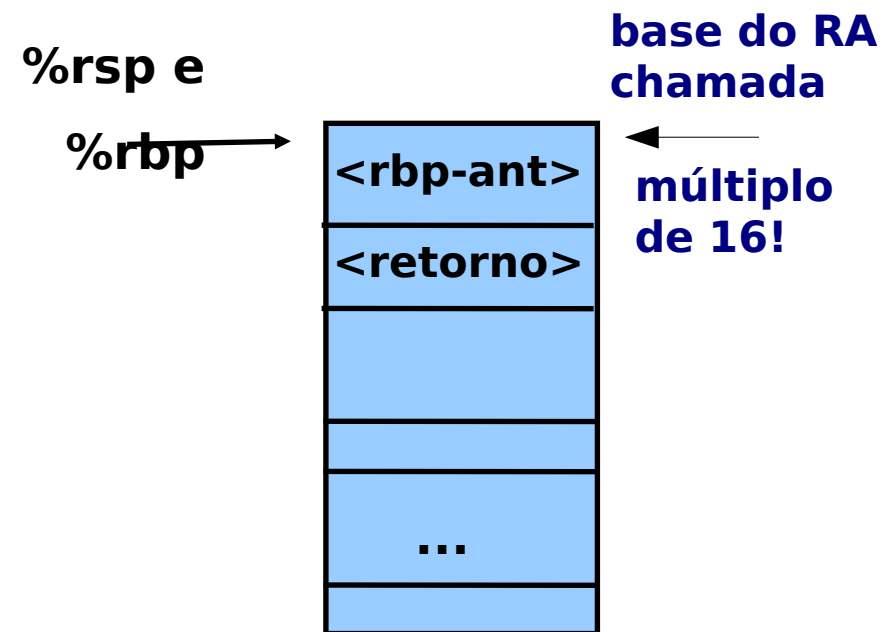 %rsp e
%rbp
base do RA
chamada
múltiplo
de 16!
<rbp-ant>
<retorno>
...